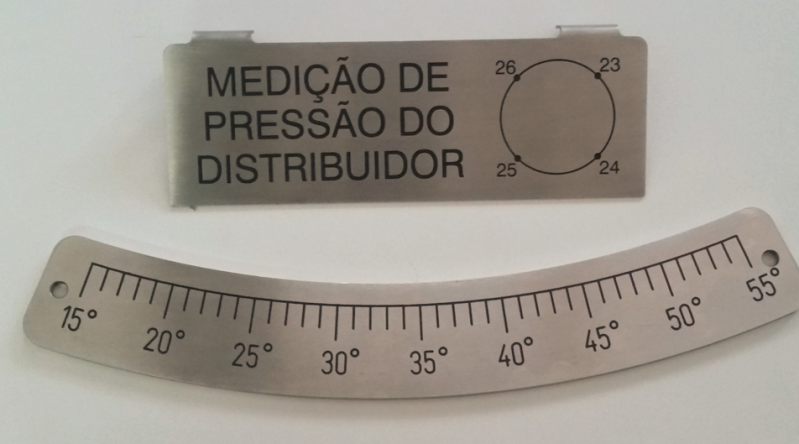 MEDIÇÃO DE
PRESSÃO DO
DISTRIBUIDOR
26 23
25 24
15° 20° 25° 30° 35° 40° 45° 50° 55°